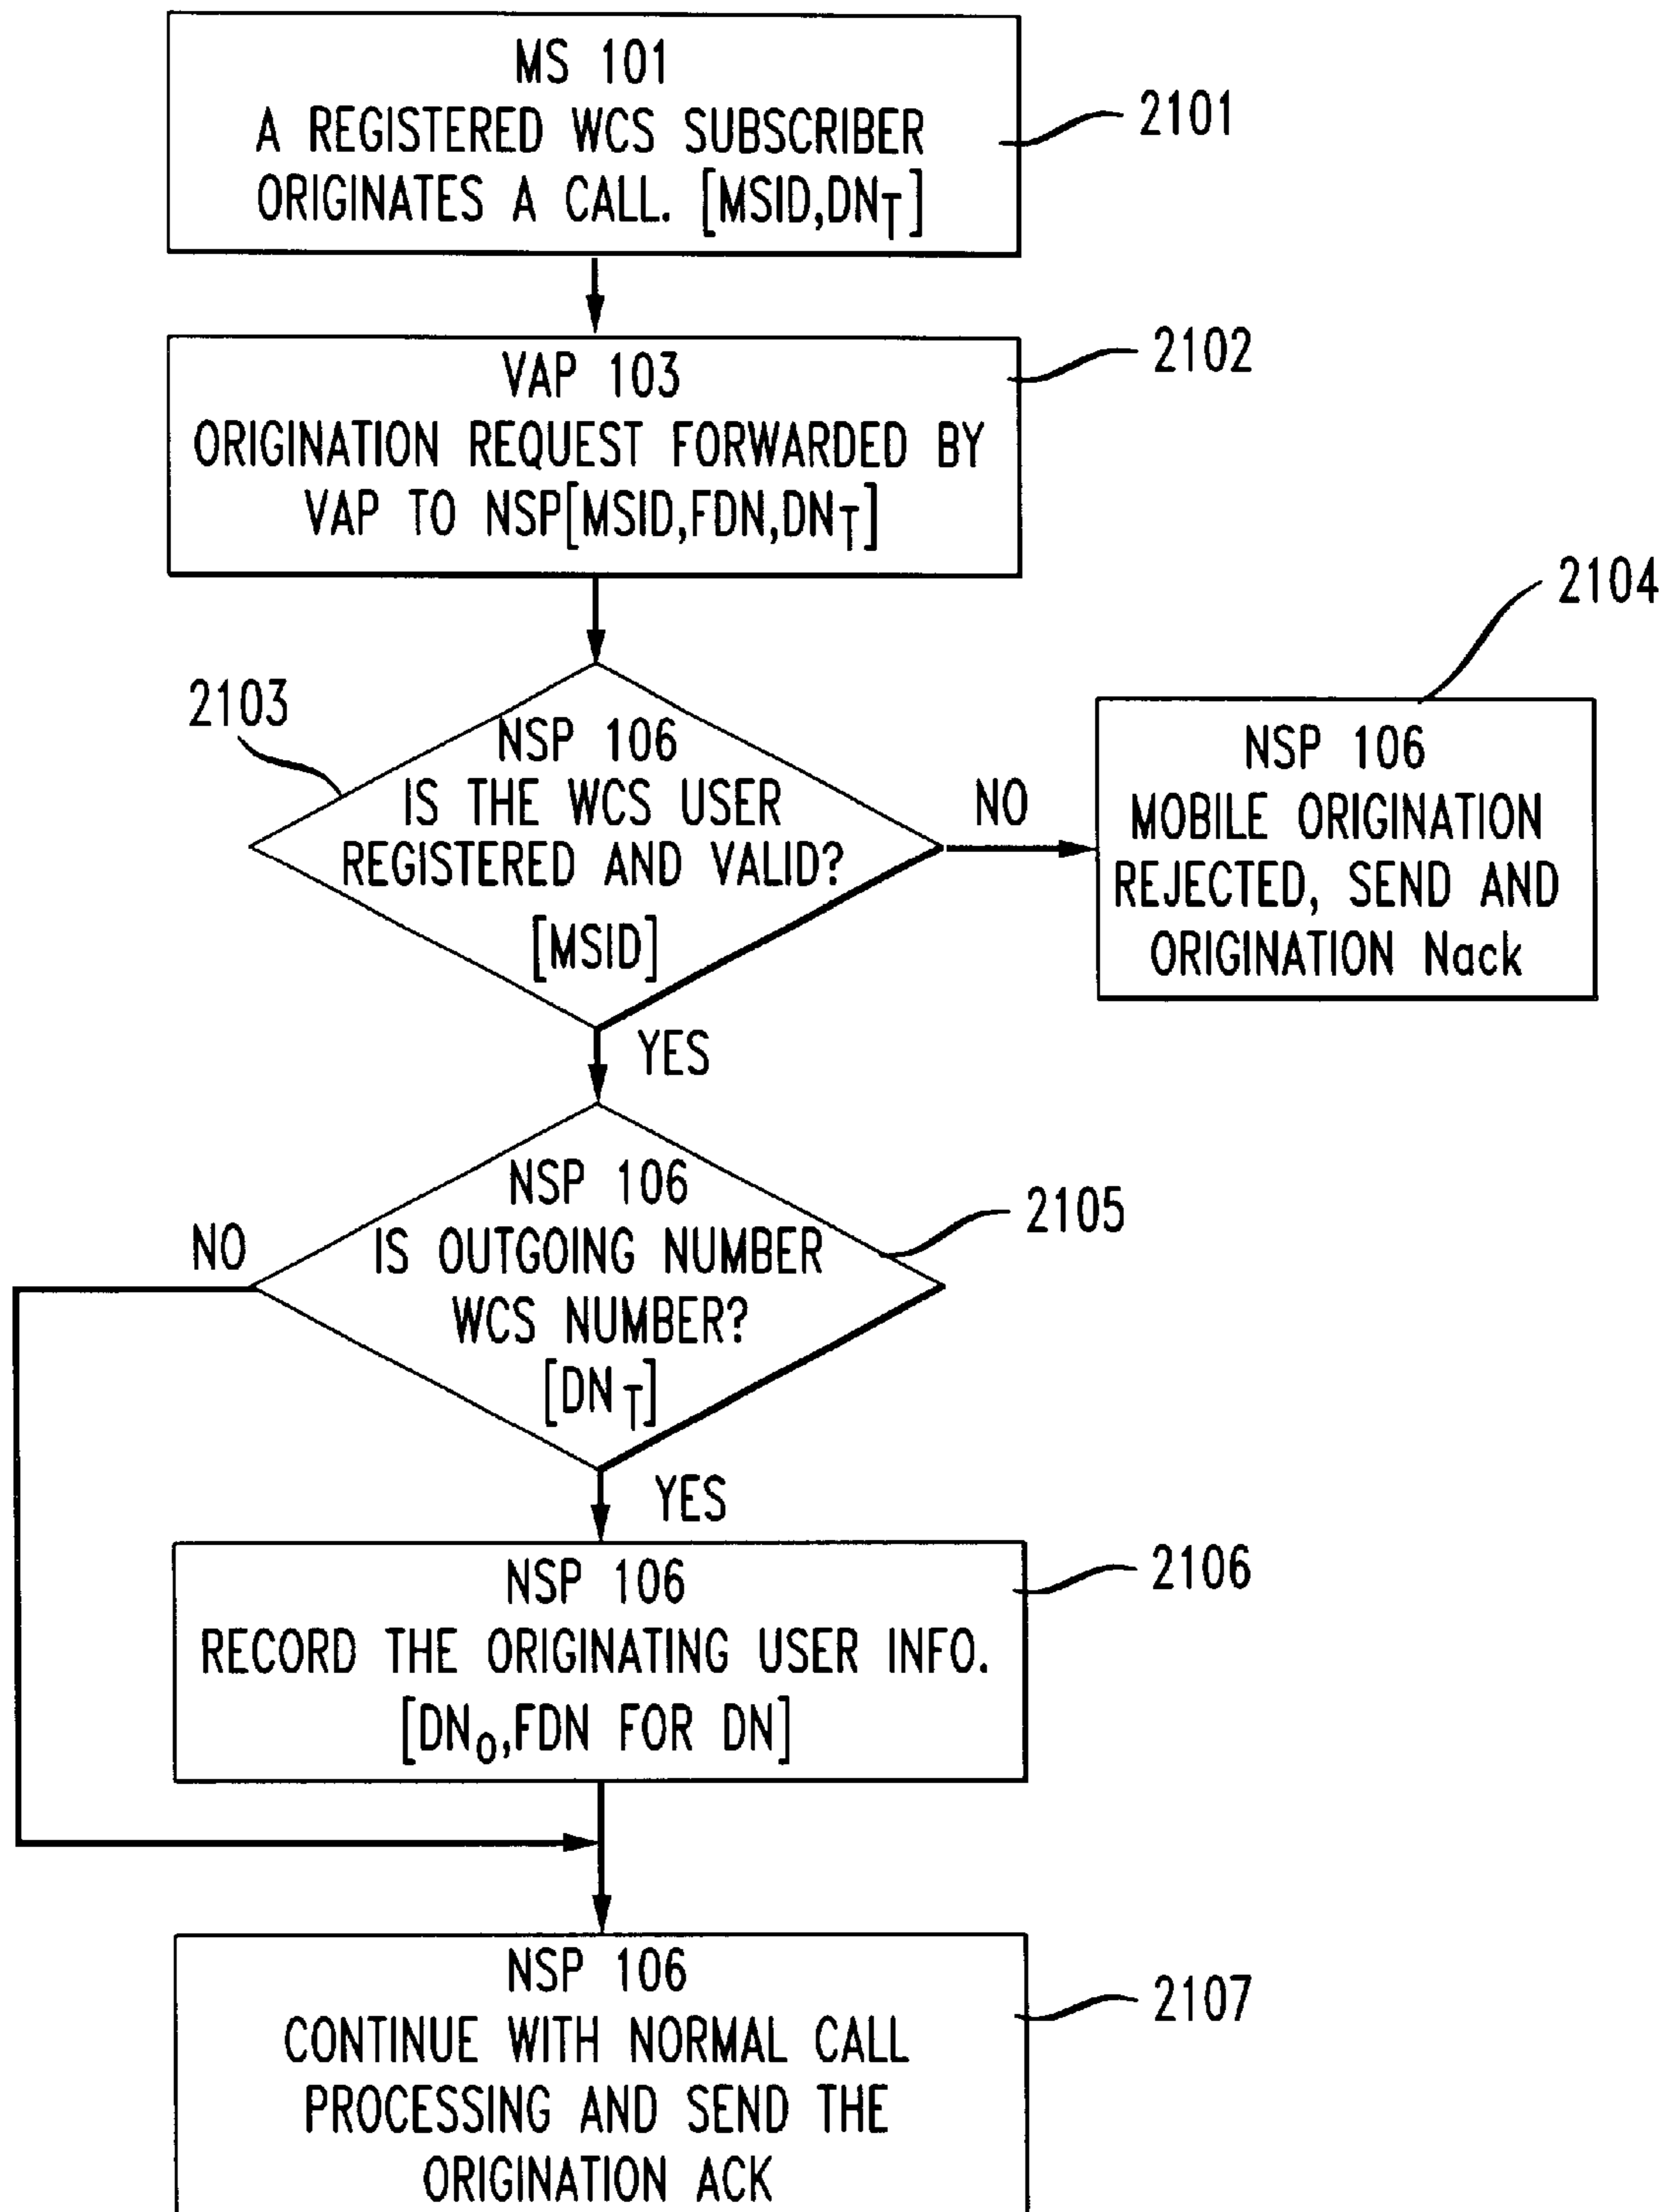 MS 101
A REGISTERED WCS SUBSCRIBER
ORIGINATES A CALL. [MSID,DN_T]
2101
VAP 103
ORIGINATION REQUEST FORWARDED BY
VAP TO NSP[MSID,FDN,DN_T]
2102
2103
NSP 106
IS THE WCS USER
REGISTERED AND VALID?
[MSID]
NO
2104
NSP 106
MOBILE ORIGINATION
REJECTED, SEND AND
ORIGINATION Nack
YES
NSP 106
IS OUTGOING NUMBER
WCS NUMBER?
[DN_T]
2105
NO
YES
NSP 106
RECORD THE ORIGINATING USER INFO.
[DN_O,FDN FOR DN]
2106
NSP 106
CONTINUE WITH NORMAL CALL
PROCESSING AND SEND THE
ORIGINATION ACK
2107